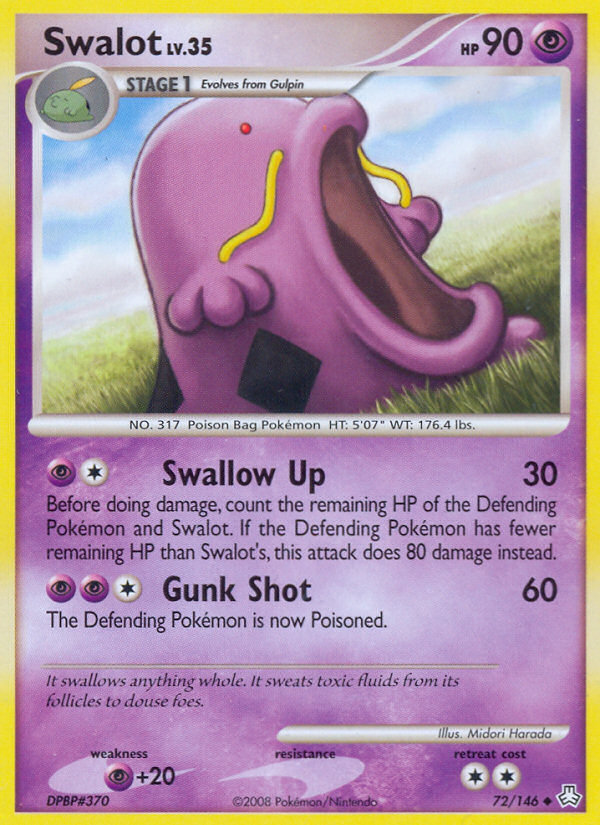 Swalot LV.35 HP 90
STAGE 1 Evolves from Gulpin
NO. 317 Poison Bag Pokémon HT: 5'07" WT: 176.4 lbs.
Swallow Up 30
Before doing damage, count the remaining HP of the Defending
Pokémon and Swalot. If the Defending Pokémon has fewer
remaining HP than Swalot's, this attack does 80 damage instead.
Gunk Shot 60
The Defending Pokémon is now Poisoned.
It swallows anything whole. It sweats toxic fluids from its
follicles to douse foes.
Illus. Midori Harada
weakness resistance retreat cost
+20
DPBP#370 ©2008 Pokémon/Nintendo 72/146